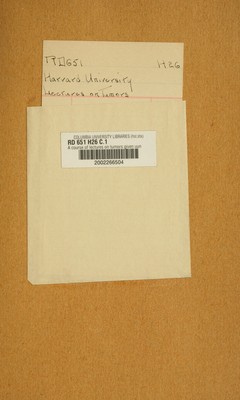 RD651 H26
Harvard University
Lectures on tumors
COLUMBIA UNIVERSITY LIBRARIES
RD 651 H26 C.1
A course of lectures on tumors given und
2002266504